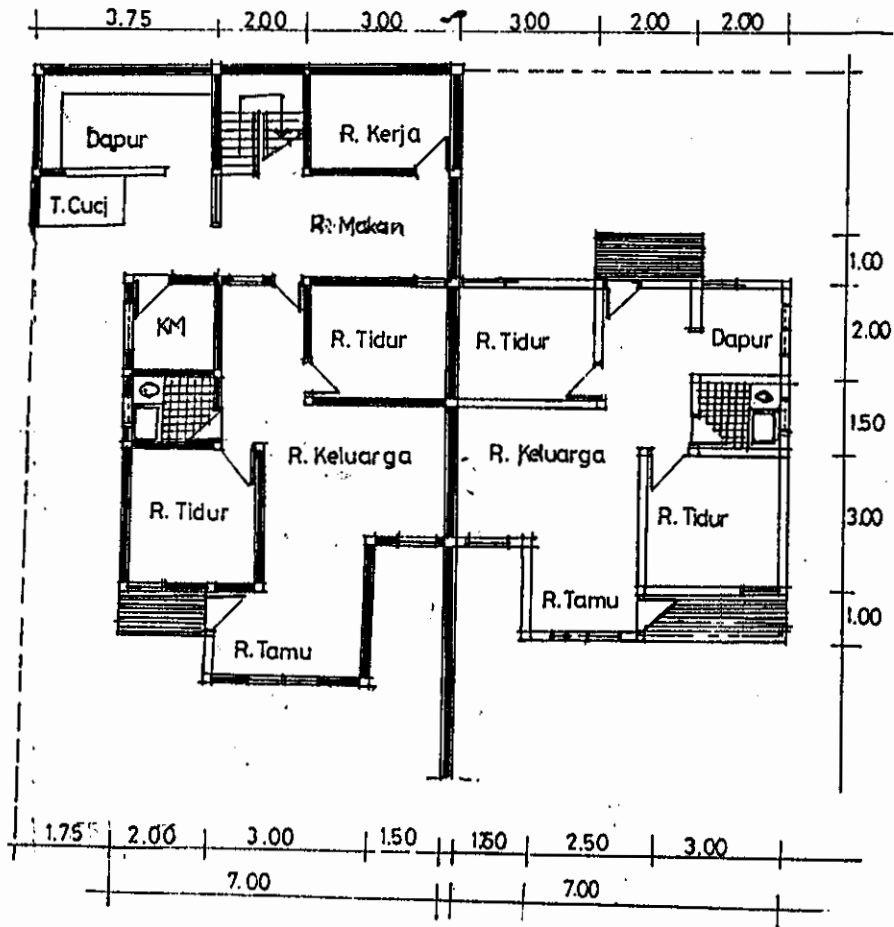 3.75 2.00 3.00 3.00 2.00 2.00
Dapur
R. Kerja
T. Cuci
R. Makan
1.00
KM
R. Tidur
R. Tidur
Dapur
2.00
1.50
R. Keluarga
R. Keluarga
R. Tidur
R. Tidur
3.00
R. Tamu
1.00
R. Tamu
1.75 2.00 3.00 1.50 1.50 2.50 3.00
7.00 7.00